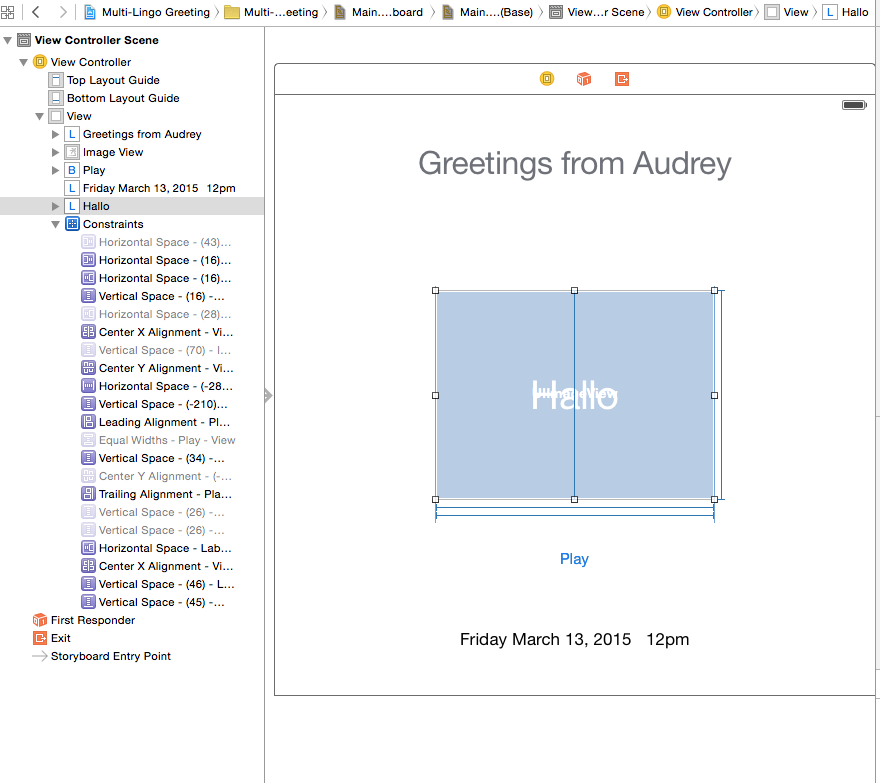 Multi-Lingo Greeting Multi-...eeting Main....board Main....(Base) View...r Scene View Controller View L Hallo
View Controller Scene
View Controller
Top Layout Guide
Bottom Layout Guide
View
L Greetings from Audrey
Image View
B Play
L Friday March 13, 2015 12pm
L Hallo
Constraints
Horizontal Space - (43)...
Horizontal Space - (16)...
Horizontal Space - (16)...
Vertical Space - (16) -...
Horizontal Space - (28)...
Center X Alignment - Vi...
Vertical Space - (70) - I...
Center Y Alignment - Vi...
Horizontal Space - (-28...
Vertical Space - (-210)...
Leading Alignment - Pl...
Equal Widths - Play - View
Vertical Space - (34) -...
Center Y Alignment - (-...
Trailing Alignment - Pla...
Vertical Space - (26) -...
Vertical Space - (26) -...
Horizontal Space - Lab...
Center X Alignment - Vi...
Vertical Space - (46) - L...
Vertical Space - (45) -...
First Responder
Exit
Storyboard Entry Point
Greetings from Audrey
Hallo
Play
Friday March 13, 2015 12pm